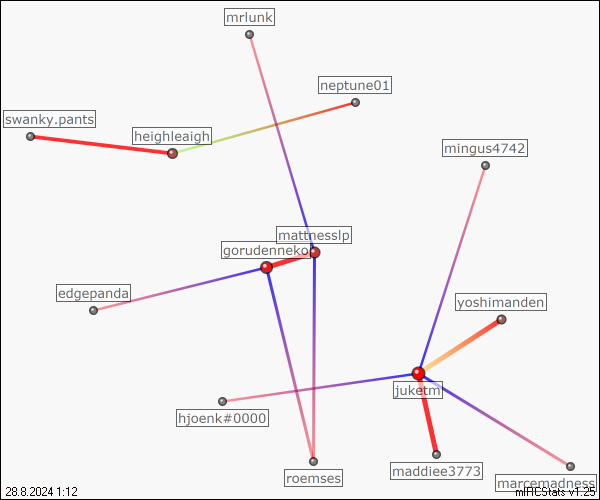 mrlunk
neptune01
swanky.pants
heighleaigh
mingus4742
mattnesslp
gorudenneko
edgepanda
yoshimanden
juketm
hjoenk#0000
maddiee3773
roemses
marcemadness
28.8.2024 1:12
mIRCStats v1.25